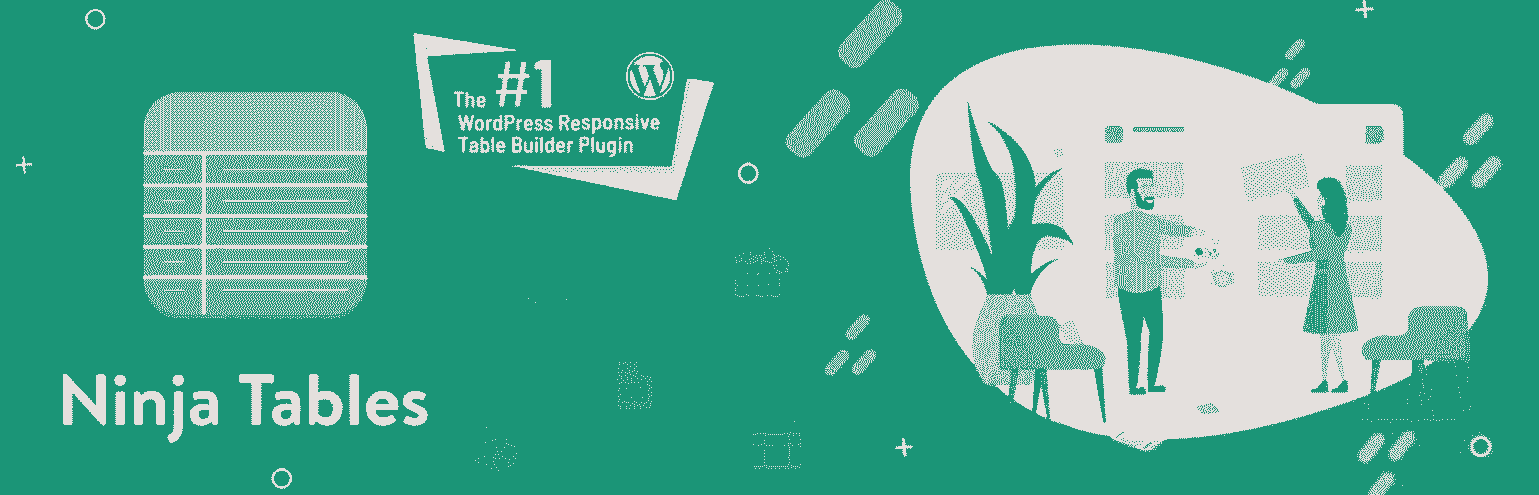 The #1
WordPress Responsive
Table Builder Plugin
Ninja Tables